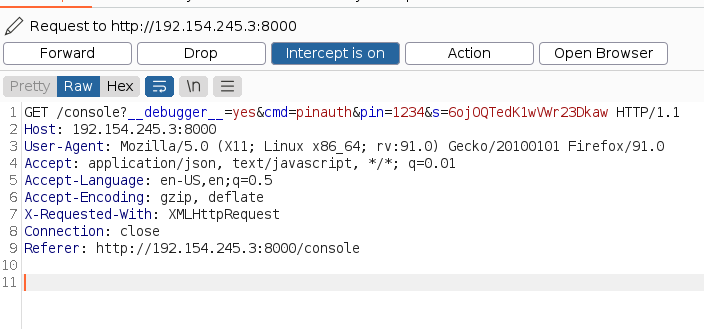 Request to http://192.154.245.3:8000
Forward Drop Intercept is on Action Open Browser
Pretty Raw Hex \n
1 GET /console?__debugger__=yes&cmd=pinauth&pin=1234&s=6ojOQTedK1wVWr23Dkaw HTTP/1.1
2 Host: 192.154.245.3:8000
3 User-Agent: Mozilla/5.0 (X11; Linux x86_64; rv:91.0) Gecko/20100101 Firefox/91.0
4 Accept: application/json, text/javascript, */*; q=0.01
5 Accept-Language: en-US,en;q=0.5
6 Accept-Encoding: gzip, deflate
7 X-Requested-With: XMLHttpRequest
8 Connection: close
9 Referer: http://192.154.245.3:8000/console
10
11